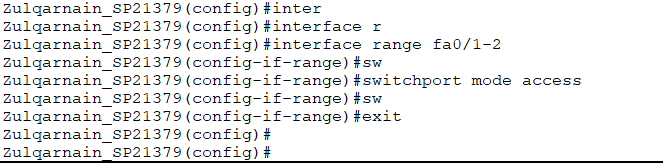 Zulqarnain_SP21379(config)#inter
Zulqarnain_SP21379(config)#interface r
Zulqarnain_SP21379(config)#interface range fa0/1-2
Zulqarnain_SP21379(config-if-range)#sw
Zulqarnain_SP21379(config-if-range)#switchport mode access
Zulqarnain_SP21379(config-if-range)#sw
Zulqarnain_SP21379(config-if-range)#exit
Zulqarnain_SP21379(config)#
Zulqarnain_SP21379(config)#